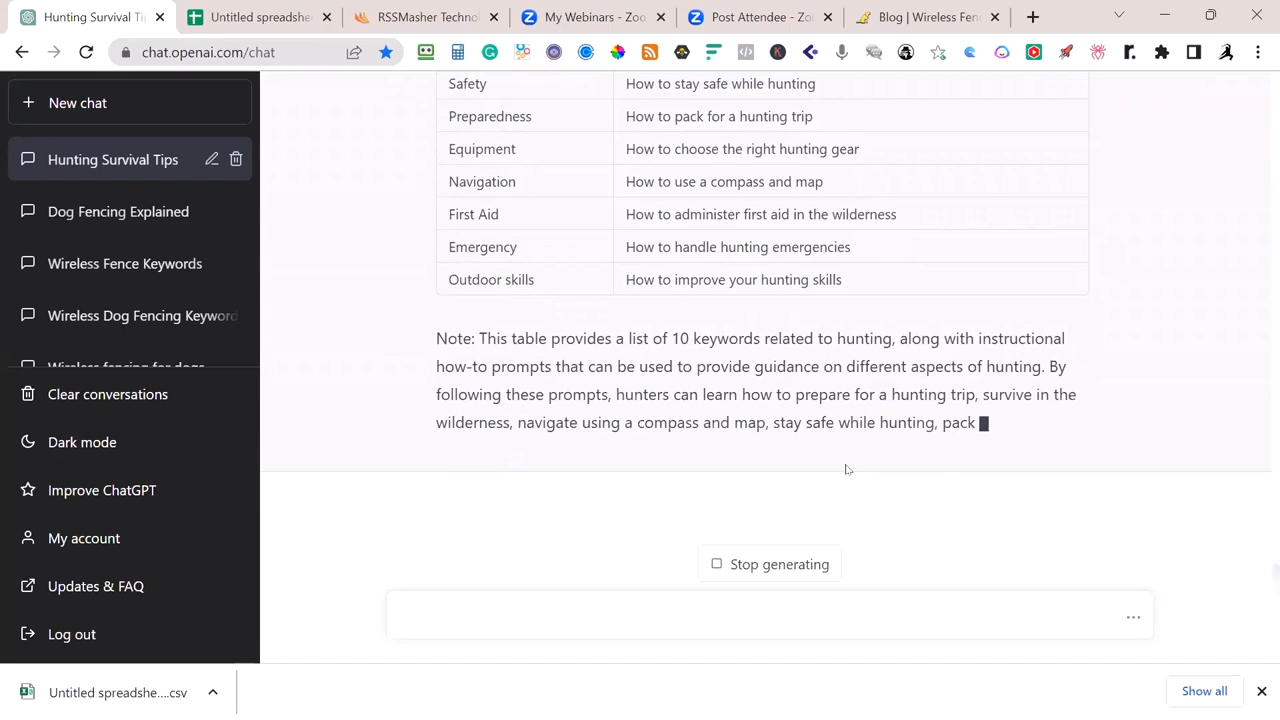 Hunting Survival Tips
Untitled spreadshe
RSSMasher Techno
My Webinars - Zoo
Post Attendee - Zo
Blog | Wireless Fen
chat.openai.com/chat
New chat
Hunting Survival Tips
Dog Fencing Explained
Wireless Fence Keywords
Wireless Dog Fencing Keyword
Wireless fencing for dogs
Clear conversations
Dark mode
Improve ChatGPT
My account
Updates & FAQ
Log out
Safety How to stay safe while hunting
Preparedness How to pack for a hunting trip
Equipment How to choose the right hunting gear
Navigation How to use a compass and map
First Aid How to administer first aid in the wilderness
Emergency How to handle hunting emergencies
Outdoor skills How to improve your hunting skills
Note: This table provides a list of 10 keywords related to hunting, along with instructional
how-to prompts that can be used to provide guidance on different aspects of hunting. By
following these prompts, hunters can learn how to prepare for a hunting trip, survive in the
wilderness, navigate using a compass and map, stay safe while hunting, pack
Stop generating
Untitled spreadshe....csv
Show all